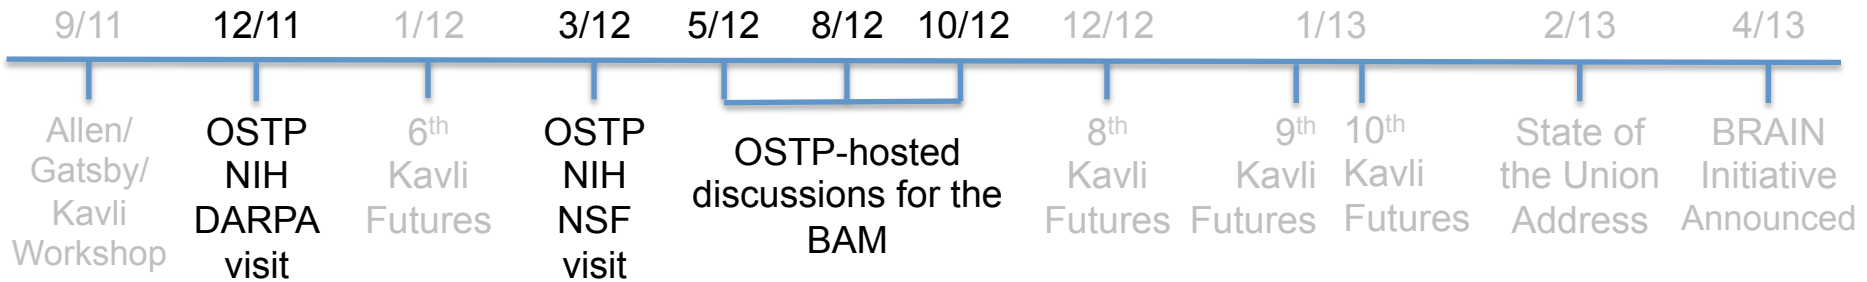 9/11 12/11 1/12 3/12 5/12 8/12 10/12 12/12 1/13 2/13 4/13
Allen/
Gatsby/
Kavli
Workshop
OSTP
NIH
DARPA
visit
6th
Kavli
Futures
OSTP
NIH
NSF
visit
OSTP-hosted
discussions for the
BAM
8th
Kavli
Futures
9th
Kavli
Futures
10th
Kavli
Futures
State of
the Union
Address
BRAIN
Initiative
Announced